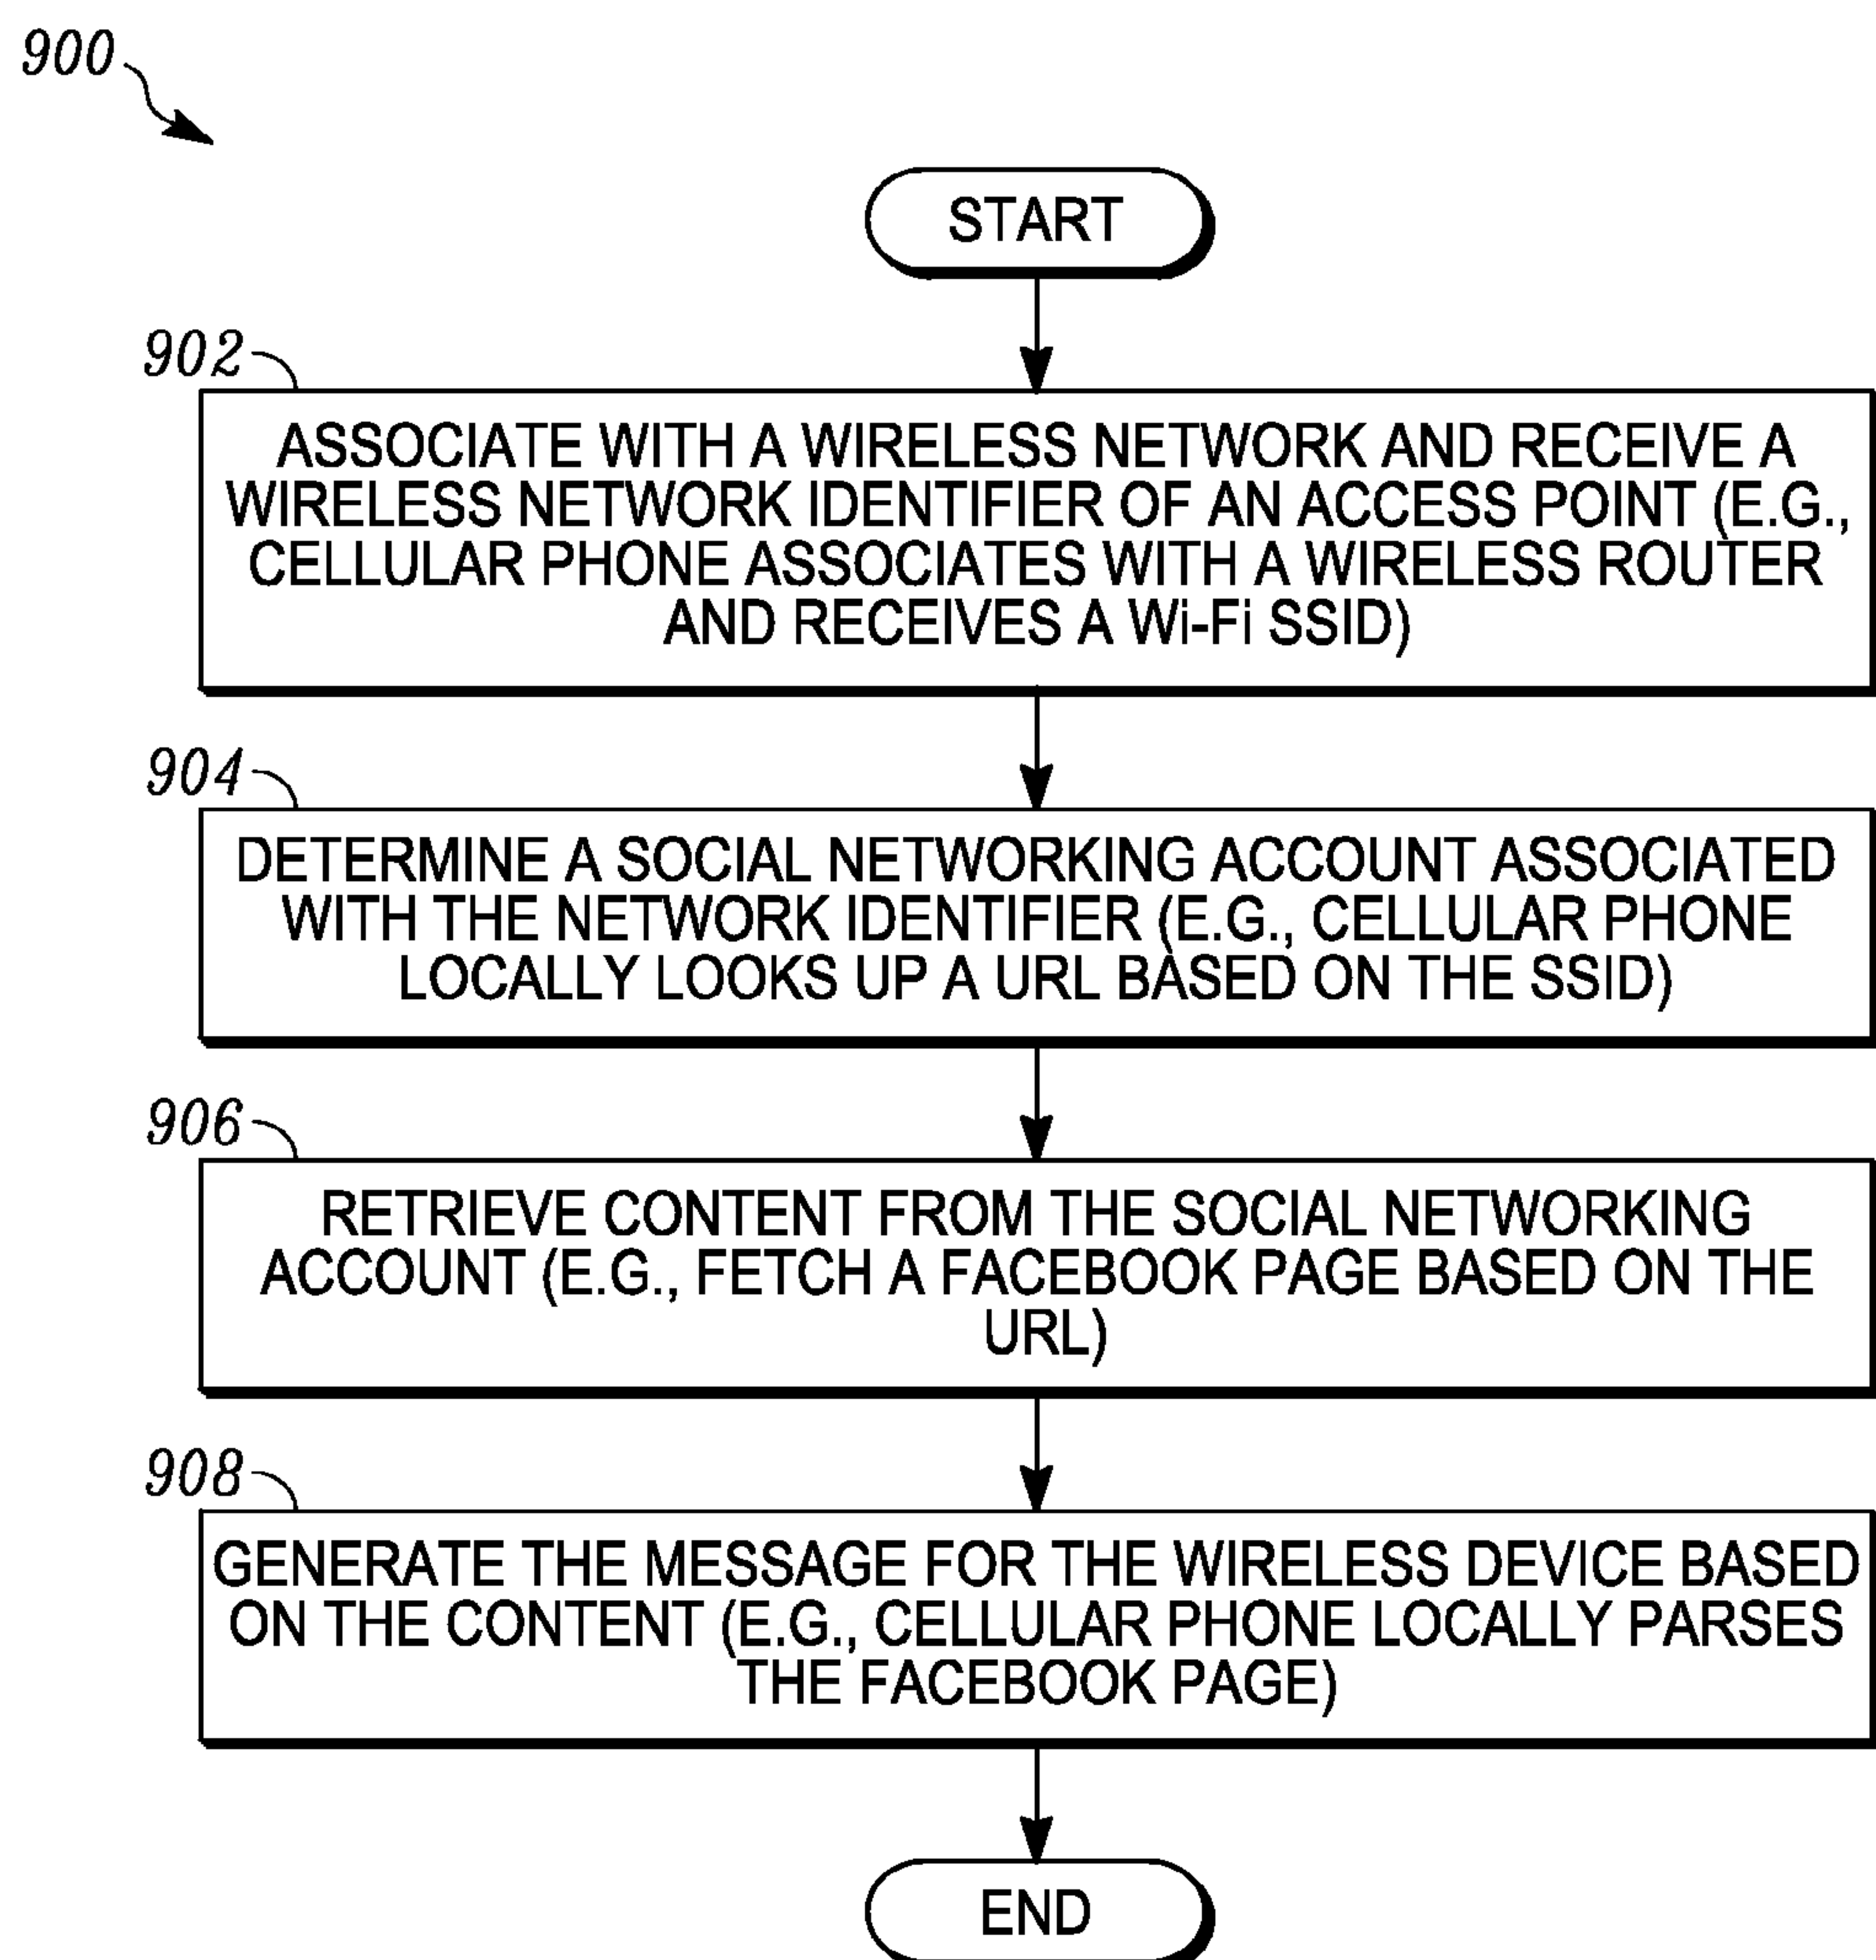 900
START
902
ASSOCIATE WITH A WIRELESS NETWORK AND RECEIVE A
WIRELESS NETWORK IDENTIFIER OF AN ACCESS POINT (E.G.,
CELLULAR PHONE ASSOCIATES WITH A WIRELESS ROUTER
AND RECEIVES A Wi-Fi SSID)
904
DETERMINE A SOCIAL NETWORKING ACCOUNT ASSOCIATED
WITH THE NETWORK IDENTIFIER (E.G., CELLULAR PHONE
LOCALLY LOOKS UP A URL BASED ON THE SSID)
906
RETRIEVE CONTENT FROM THE SOCIAL NETWORKING
ACCOUNT (E.G., FETCH A FACEBOOK PAGE BASED ON THE
URL)
908
GENERATE THE MESSAGE FOR THE WIRELESS DEVICE BASED
ON THE CONTENT (E.G., CELLULAR PHONE LOCALLY PARSES
THE FACEBOOK PAGE)
END